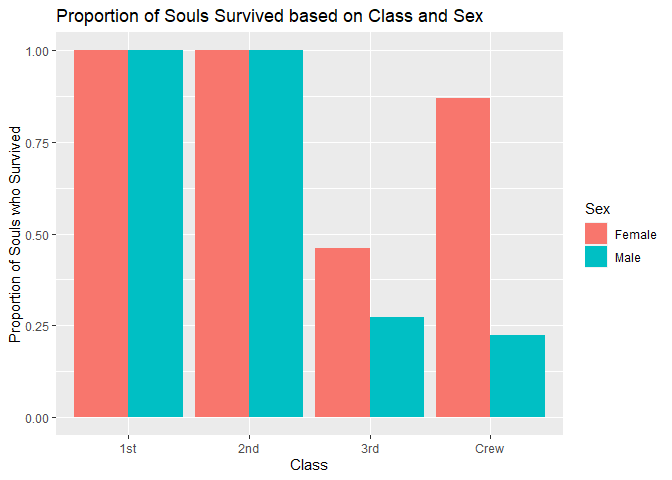 Proportion of Souls Survived based on Class and Sex
Proportion of Souls who Survived
1.00
0.75
0.50
0.25
0.00
1st
2nd
3rd
Crew
Class
Sex
Female
Male